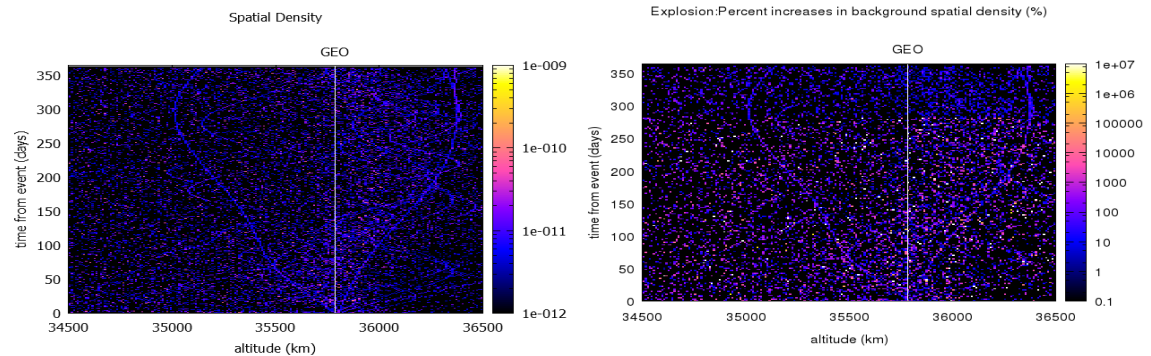 Spatial Density
GEO
1e-009
1e-010
1e-011
1e-012
350
300
250
200
150
100
50
0
time from event (days)
34500 35000 35500 36000 36500
altitude (km)
Explosion:Percent increases in background spatial density (%)
GEO
1e+07
1e+06
100000
10000
1000
100
10
1
0.1
350
300
250
200
150
100
50
0
time from event (days)
34500 35000 35500 36000 36500
altitude (km)